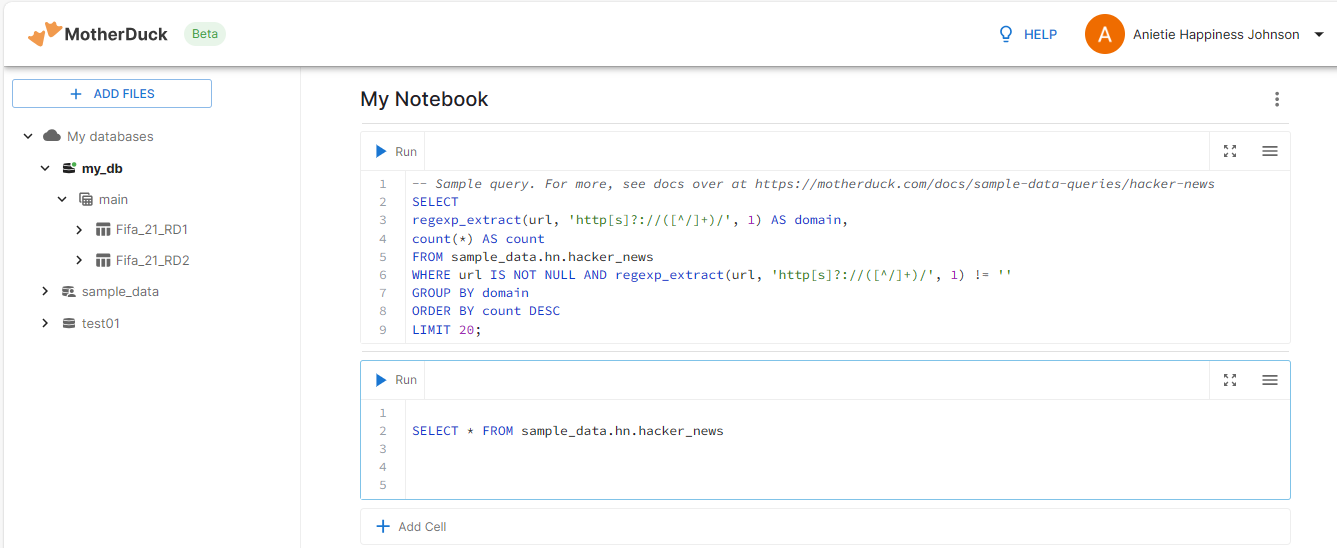 MotherDuck Beta
HELP
A Anietie Happiness Johnson
+ ADD FILES
My databases
my_db
main
Fifa_21_RD1
Fifa_21_RD2
sample_data
test01
My Notebook
Run
1 -- Sample query. For more, see docs over at https://motherduck.com/docs/sample-data-queries/hacker-news
2 SELECT
3 regexp_extract(url, 'http[s]?://([^/]+)/', 1) AS domain,
4 count(*) AS count
5 FROM sample_data.hn.hacker_news
6 WHERE url IS NOT NULL AND regexp_extract(url, 'http[s]?://([^/]+)/', 1) != ''
7 GROUP BY domain
8 ORDER BY count DESC
9 LIMIT 20;
Run
1
2 SELECT * FROM sample_data.hn.hacker_news
3
4
5
+ Add Cell